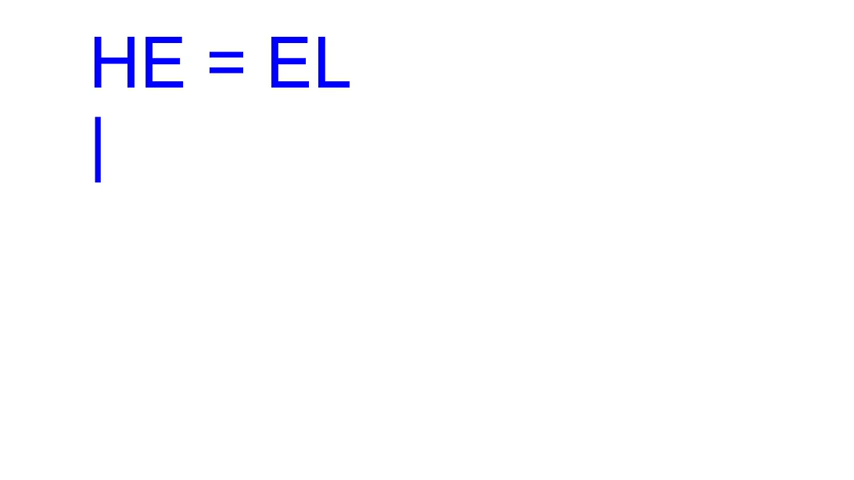 HE = EL
|